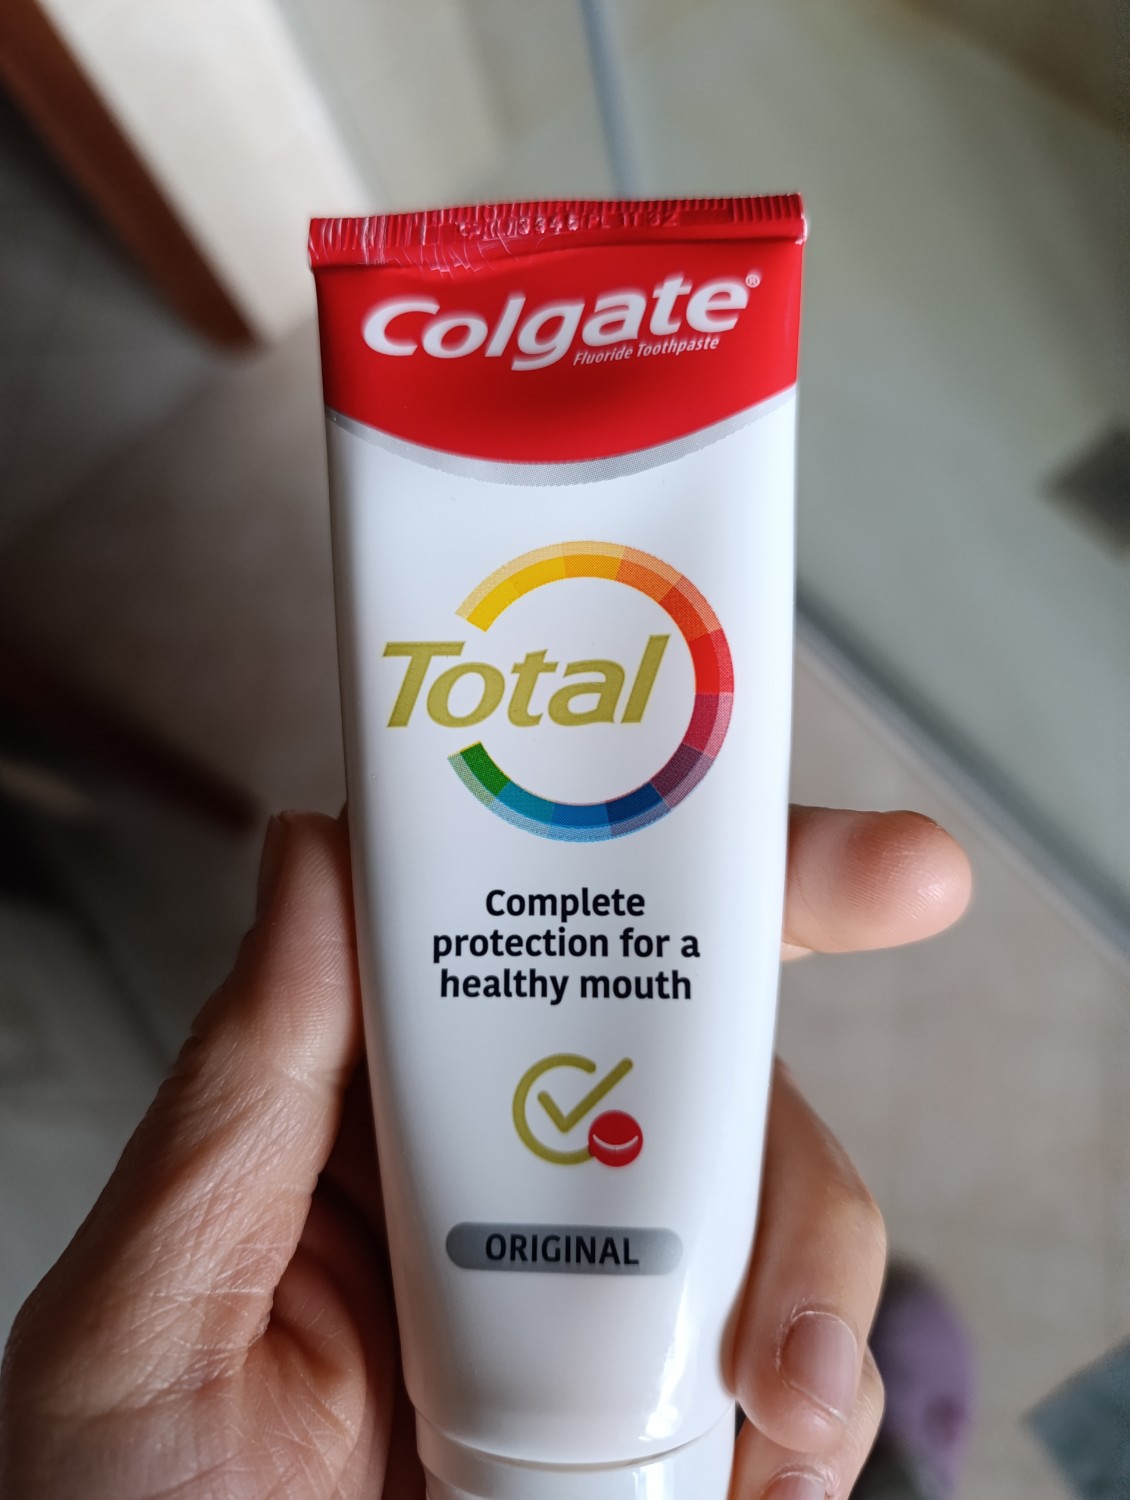 Colgate®
Fluoride Toothpaste
Total
Complete
protection for a
healthy mouth
ORIGINAL